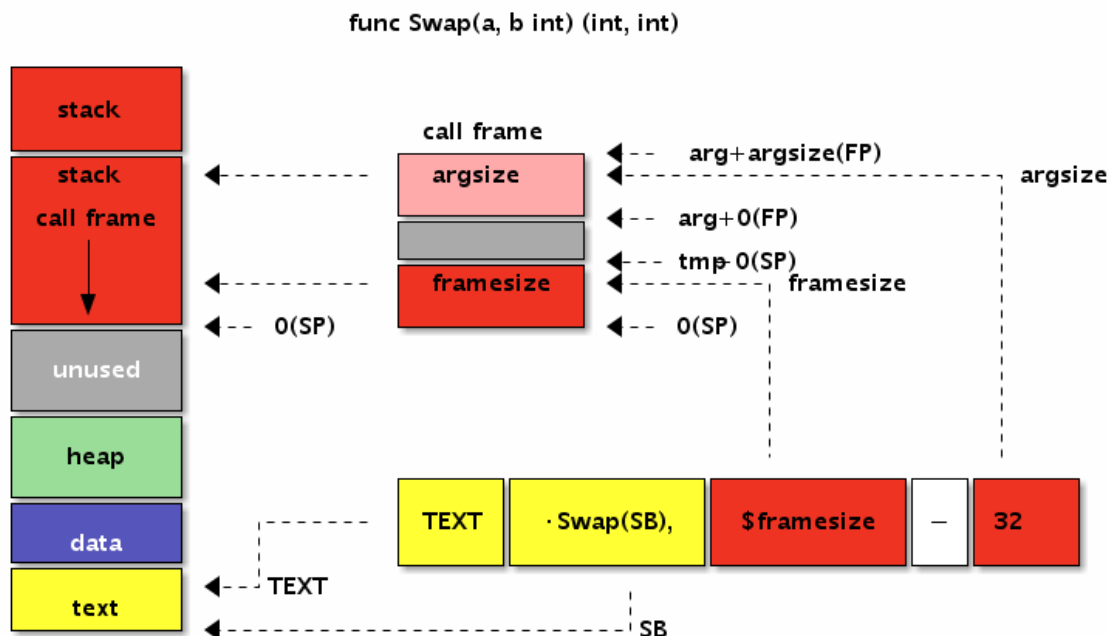 func Swap(a, b int) (int, int)
stack
stack
call frame
0(SP)
unused
heap
data
text
call frame
argsize
framesize
arg+argsize(FP)
argsize
arg+0(FP)
tmp-0(SP)
framesize
0(SP)
TEXT ·Swap(SB), $framesize - 32
TEXT
SB